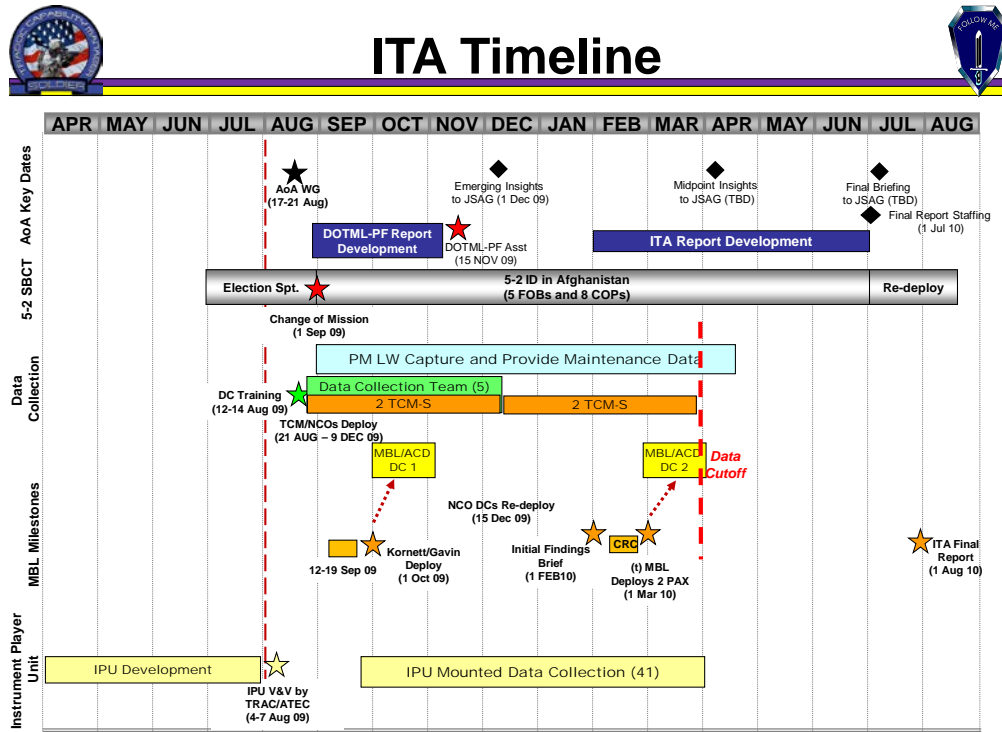 ITA Timeline
TRADOC CAPABILITY MANAGER
SOLDIER
FOLLOW ME
APR MAY JUN JUL AUG SEP OCT NOV DEC JAN FEB MAR APR MAY JUN JUL AUG
AoA Key Dates
AoA WG
(17-21 Aug)
Emerging Insights
to JSAG (1 Dec 09)
Midpoint Insights
to JSAG (TBD)
Final Briefing
to JSAG (TBD)
Final Report Staffing
(1 Jul 10)
DOTML-PF Report
Development
DOTML-PF Asst
(15 NOV 09)
ITA Report Development
5-2 SBCT
Election Spt.
5-2 ID in Afghanistan
(5 FOBs and 8 COPs)
Re-deploy
Change of Mission
(1 Sep 09)
Data
Collection
PM LW Capture and Provide Maintenance Data
DC Training
(12-14 Aug 09)
Data Collection Team (5)
2 TCM-S
2 TCM-S
TCM/NCOs Deploy
(21 AUG – 9 DEC 09)
MBL Milestones
MBL/ACD
DC 1
MBL/ACD
DC 2
Data
Cutoff
NCO DCs Re-deploy
(15 Dec 09)
12-19 Sep 09
Kornett/Gavin
Deploy
(1 Oct 09)
Initial Findings
Brief
(1 FEB10)
CRC
(t) MBL
Deploys 2 PAX
(1 Mar 10)
ITA Final
Report
(1 Aug 10)
Instrument Player
Unit
IPU Development
IPU V&V by
TRAC/ATEC
(4-7 Aug 09)
IPU Mounted Data Collection (41)